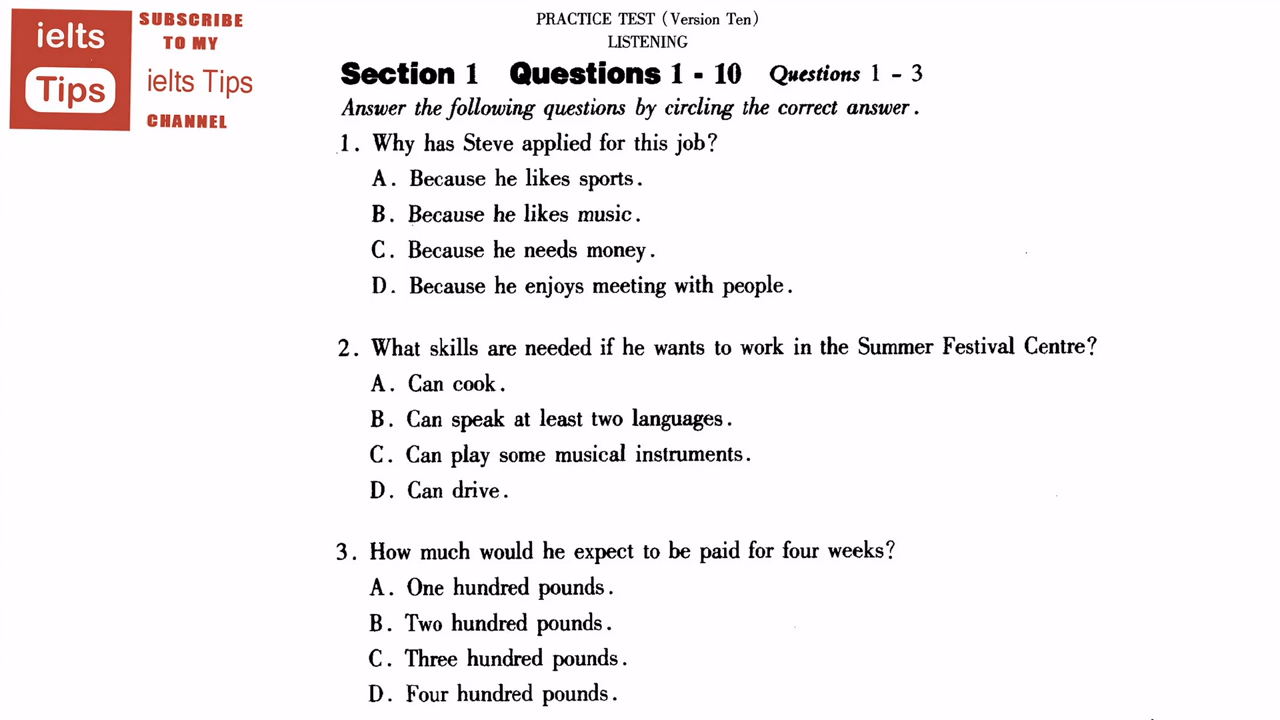 ielts
Tips
SUBSCRIBE
TO MY
ielts Tips
CHANNEL
PRACTICE TEST (Version Ten)
LISTENING
Section 1 Questions 1 - 10 Questions 1 - 3
Answer the following questions by circling the correct answer.
1. Why has Steve applied for this job?
A. Because he likes sports.
B. Because he likes music.
C. Because he needs money.
D. Because he enjoys meeting with people.
2. What skills are needed if he wants to work in the Summer Festival Centre?
A. Can cook.
B. Can speak at least two languages.
C. Can play some musical instruments.
D. Can drive.
3. How much would he expect to be paid for four weeks?
A. One hundred pounds.
B. Two hundred pounds.
C. Three hundred pounds.
D. Four hundred pounds.